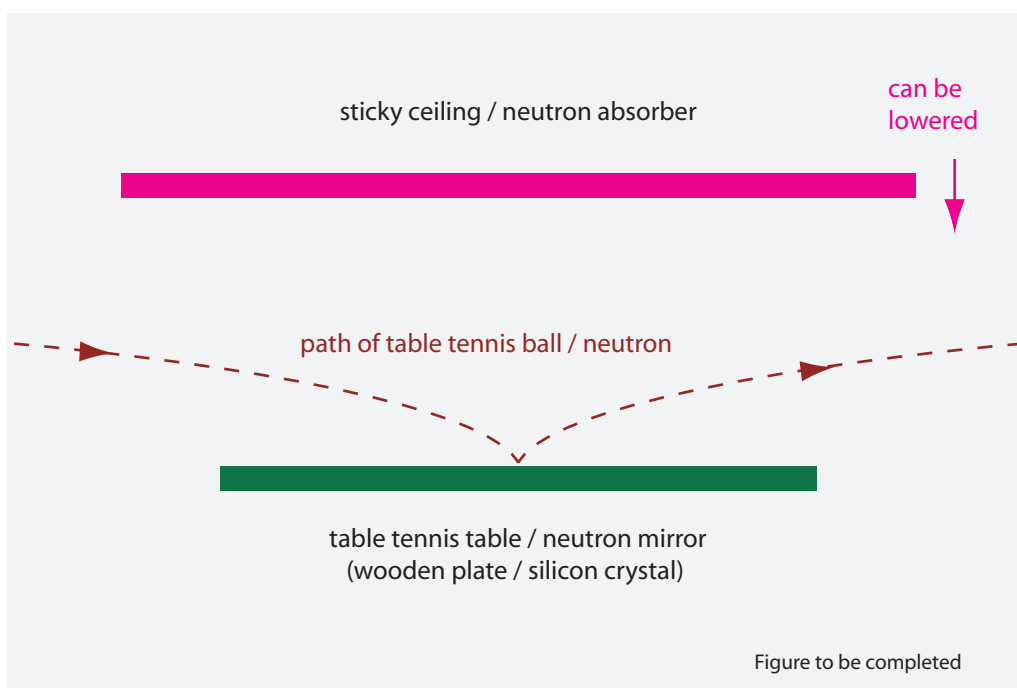 can be
lowered
sticky ceiling / neutron absorber
path of table tennis ball / neutron
table tennis table / neutron mirror
(wooden plate / silicon crystal)
Figure to be completed